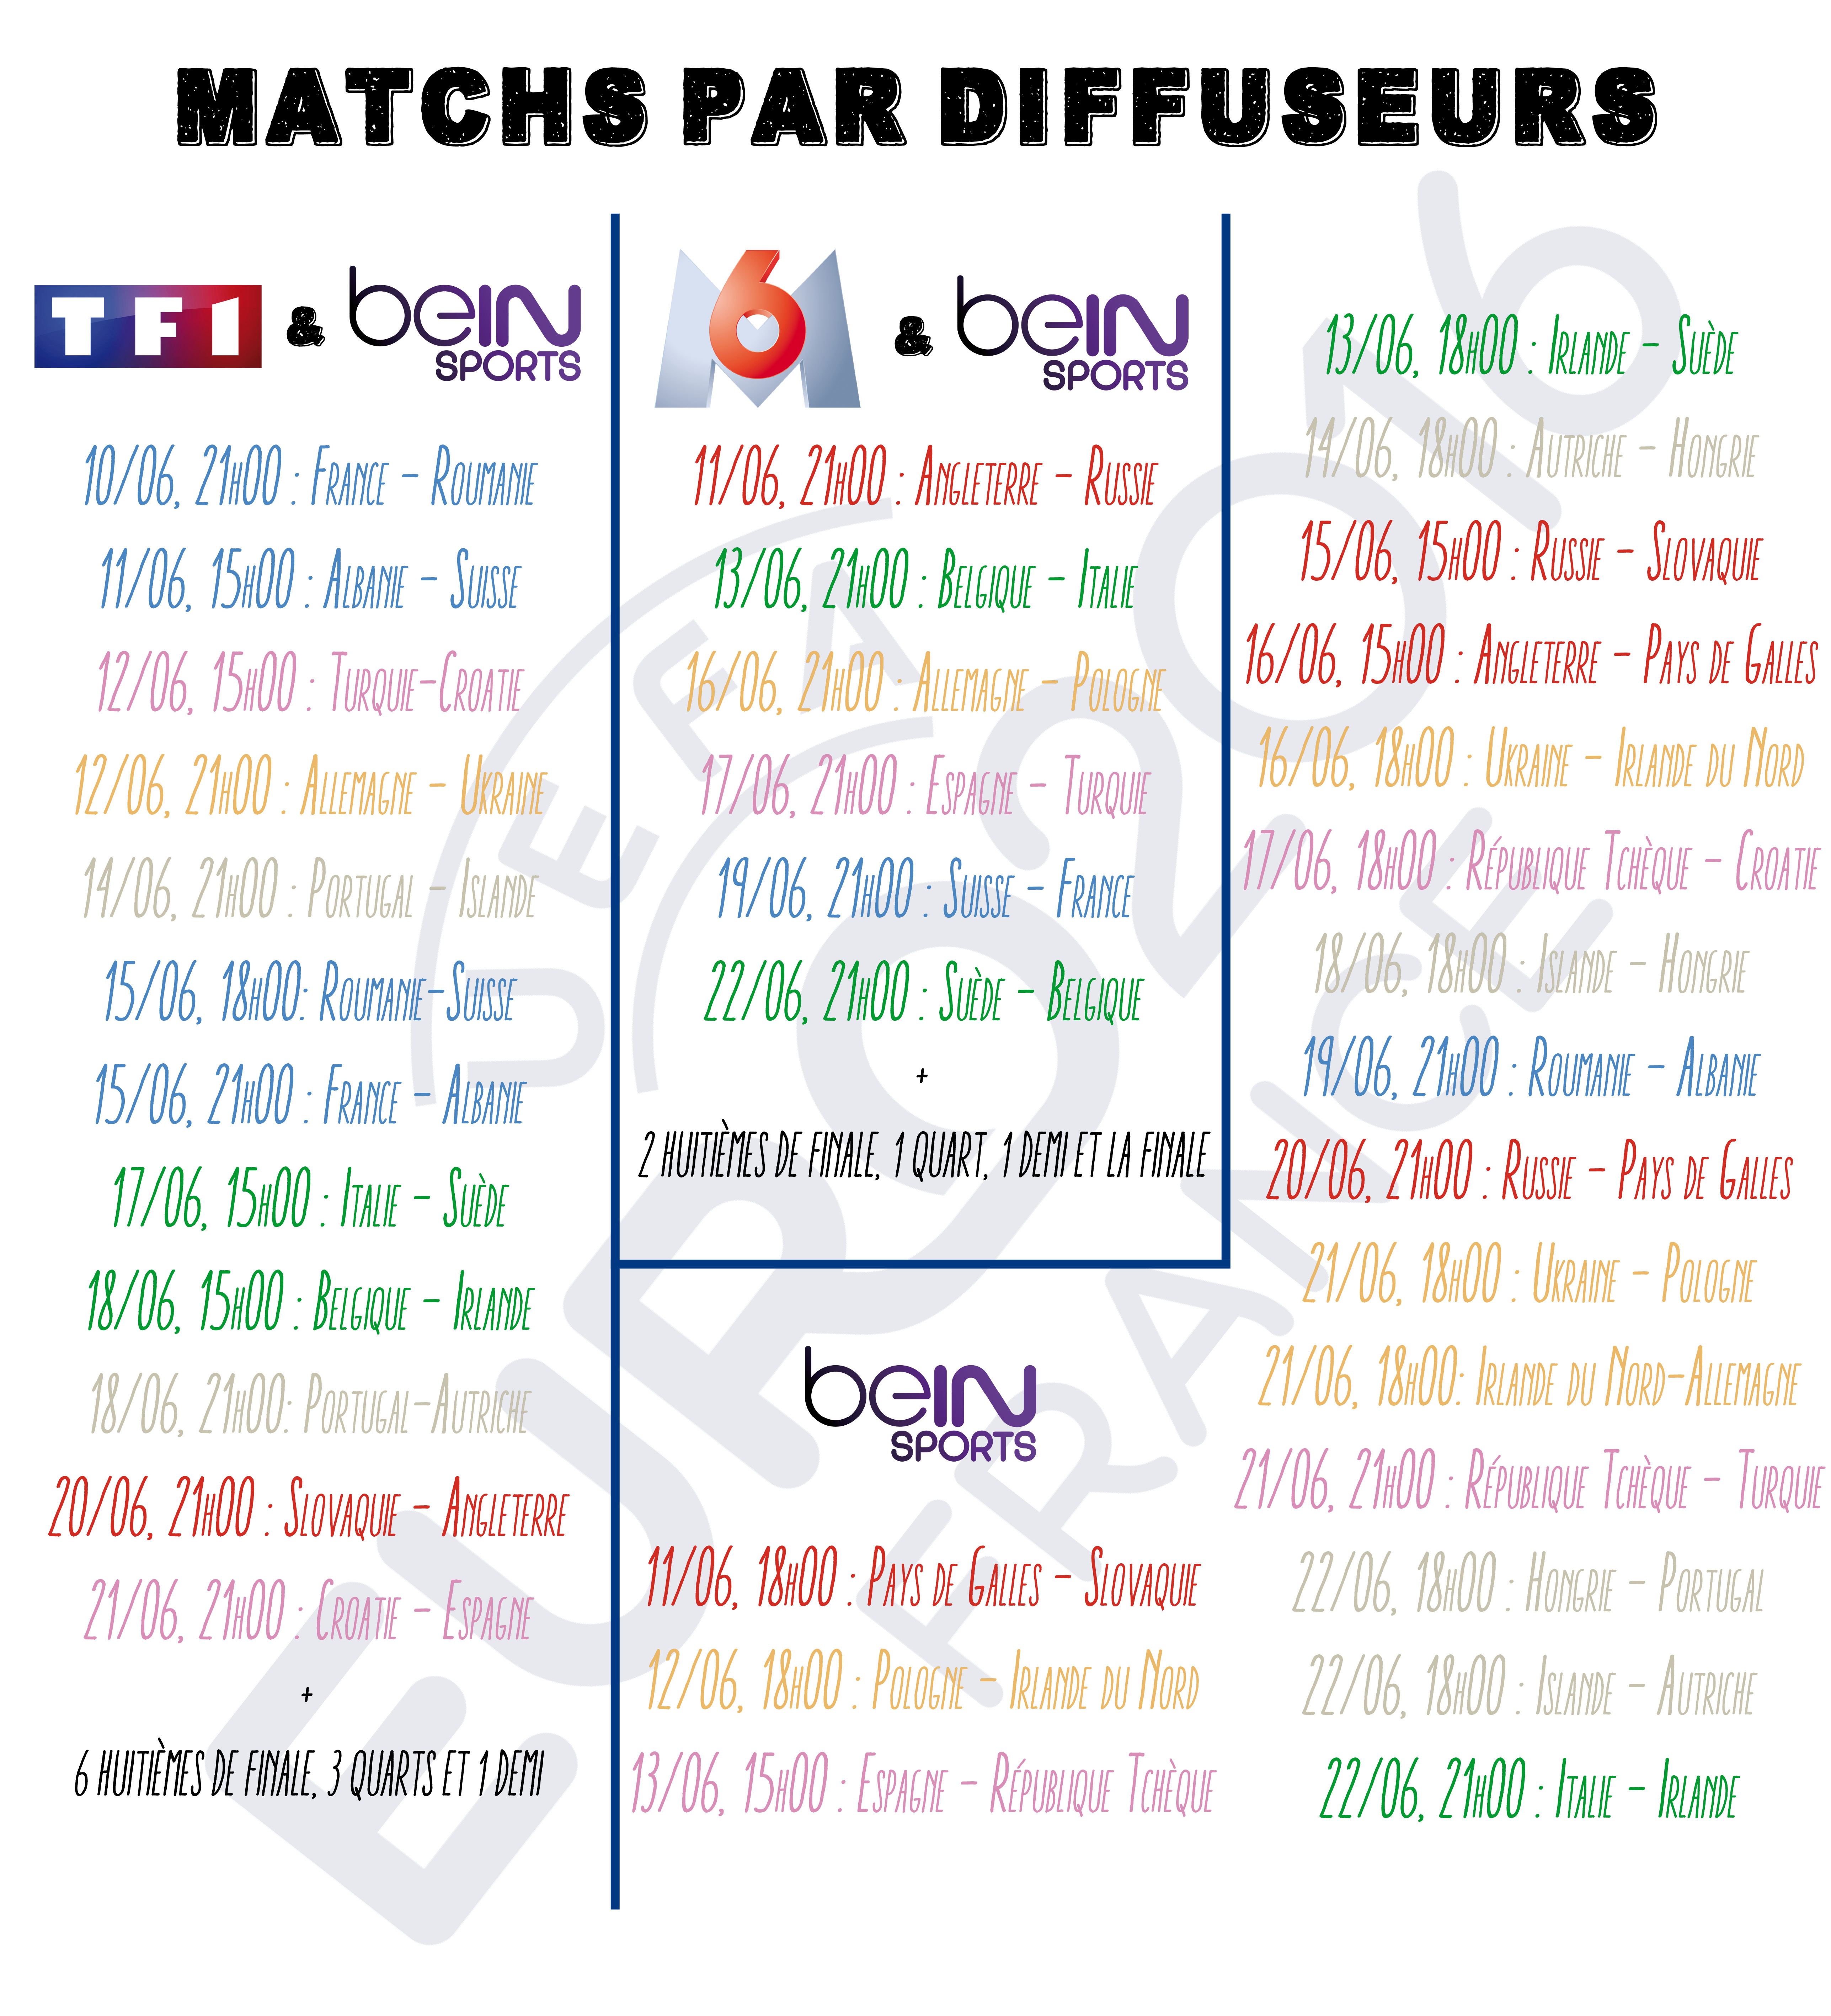 MATCHS PAR DIFFUSEURS
TF1 & beIN SPORTS
10/06, 21H00 : FRANCE – ROUMANIE
11/06, 15H00 : ALBANIE – SUISSE
12/06, 15H00 : TURQUIE–CROATIE
12/06, 21H00 : ALLEMAGNE – UKRAINE
14/06, 21H00 : PORTUGAL – ISLANDE
15/06, 18H00: ROUMANIE–SUISSE
15/06, 21H00 : FRANCE – ALBANIE
17/06, 15H00 : ITALIE – SUÈDE
18/06, 15H00 : BELGIQUE – IRLANDE
18/06, 21H00: PORTUGAL–AUTRICHE
20/06, 21H00 : SLOVAQUIE – ANGLETERRE
21/06, 21H00 : CROATIE – ESPAGNE
+
6 HUITIÈMES DE FINALE, 3 QUARTS ET 1 DEMI
M6 & beIN SPORTS
11/06, 21H00 : ANGLETERRE – RUSSIE
13/06, 21H00 : BELGIQUE – ITALIE
16/06, 21H00 : ALLEMAGNE – POLOGNE
17/06, 21H00 : ESPAGNE – TURQUIE
19/06, 21H00 : SUISSE – FRANCE
22/06, 21H00 : SUÈDE – BELGIQUE
+
2 HUITIÈMES DE FINALE, 1 QUART, 1 DEMI ET LA FINALE
beIN SPORTS
11/06, 18H00 : PAYS DE GALLES – SLOVAQUIE
12/06, 18H00 : POLOGNE – IRLANDE DU NORD
13/06, 15H00 : ESPAGNE – RÉPUBLIQUE TCHÈQUE
13/06, 18H00 : IRLANDE – SUÈDE
14/06, 18H00 : AUTRICHE – HONGRIE
15/06, 15H00 : RUSSIE – SLOVAQUIE
16/06, 15H00 : ANGLETERRE – PAYS DE GALLES
16/06, 18H00 : UKRAINE – IRLANDE DU NORD
17/06, 18H00 : RÉPUBLIQUE TCHÈQUE – CROATIE
18/06, 18H00 : ISLANDE – HONGRIE
19/06, 21H00 : ROUMANIE – ALBANIE
20/06, 21H00 : RUSSIE – PAYS DE GALLES
21/06, 18H00 : UKRAINE – POLOGNE
21/06, 18H00: IRLANDE DU NORD–ALLEMAGNE
21/06, 21H00 : RÉPUBLIQUE TCHÈQUE – TURQUIE
22/06, 18H00 : HONGRIE – PORTUGAL
22/06, 18H00 : ISLANDE – AUTRICHE
22/06, 21H00 : ITALIE – IRLANDE
UEFA
EURO2016
FRANCE